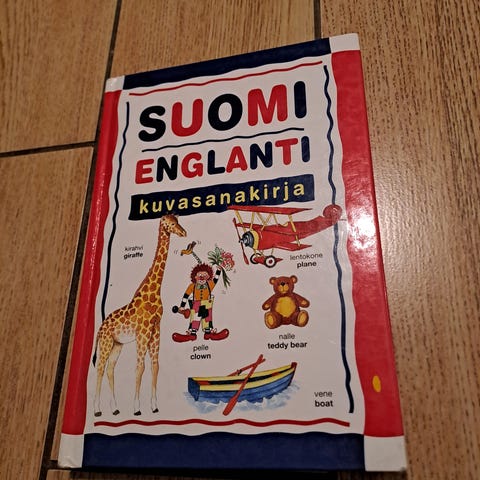 SUOMI
ENGLANTI
kuvasanakirja
kirahvi
giraffe
lentokone
plane
pelle
clown
nalle
teddy bear
vene
boat